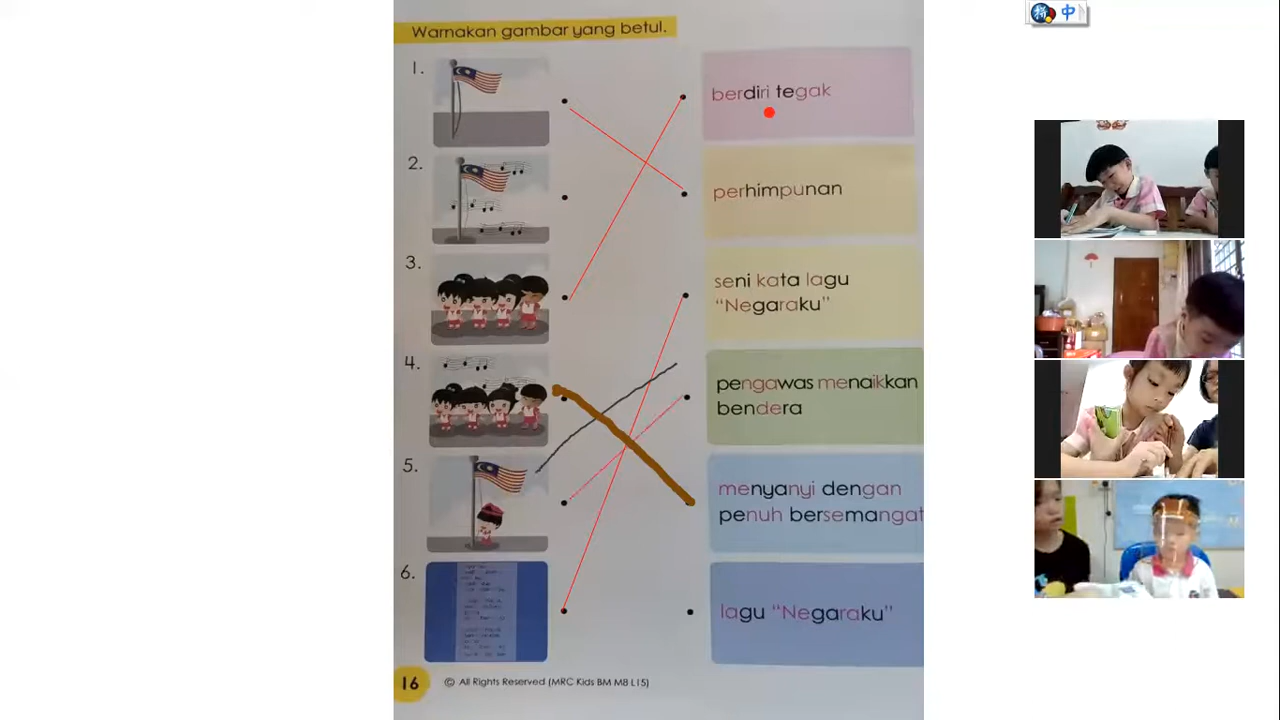 Warnakan gambar yang betul.
1.
berdiri tegak
2.
perhimpunan
3.
seni kata lagu
"Negaraku"
4.
pengawas menaikkan
bendera
5.
menyanyi dengan
penuh bersemangat
6.
lagu "Negaraku"
16
© All Rights Reserved (MRC Kids BM M8 L15)
中